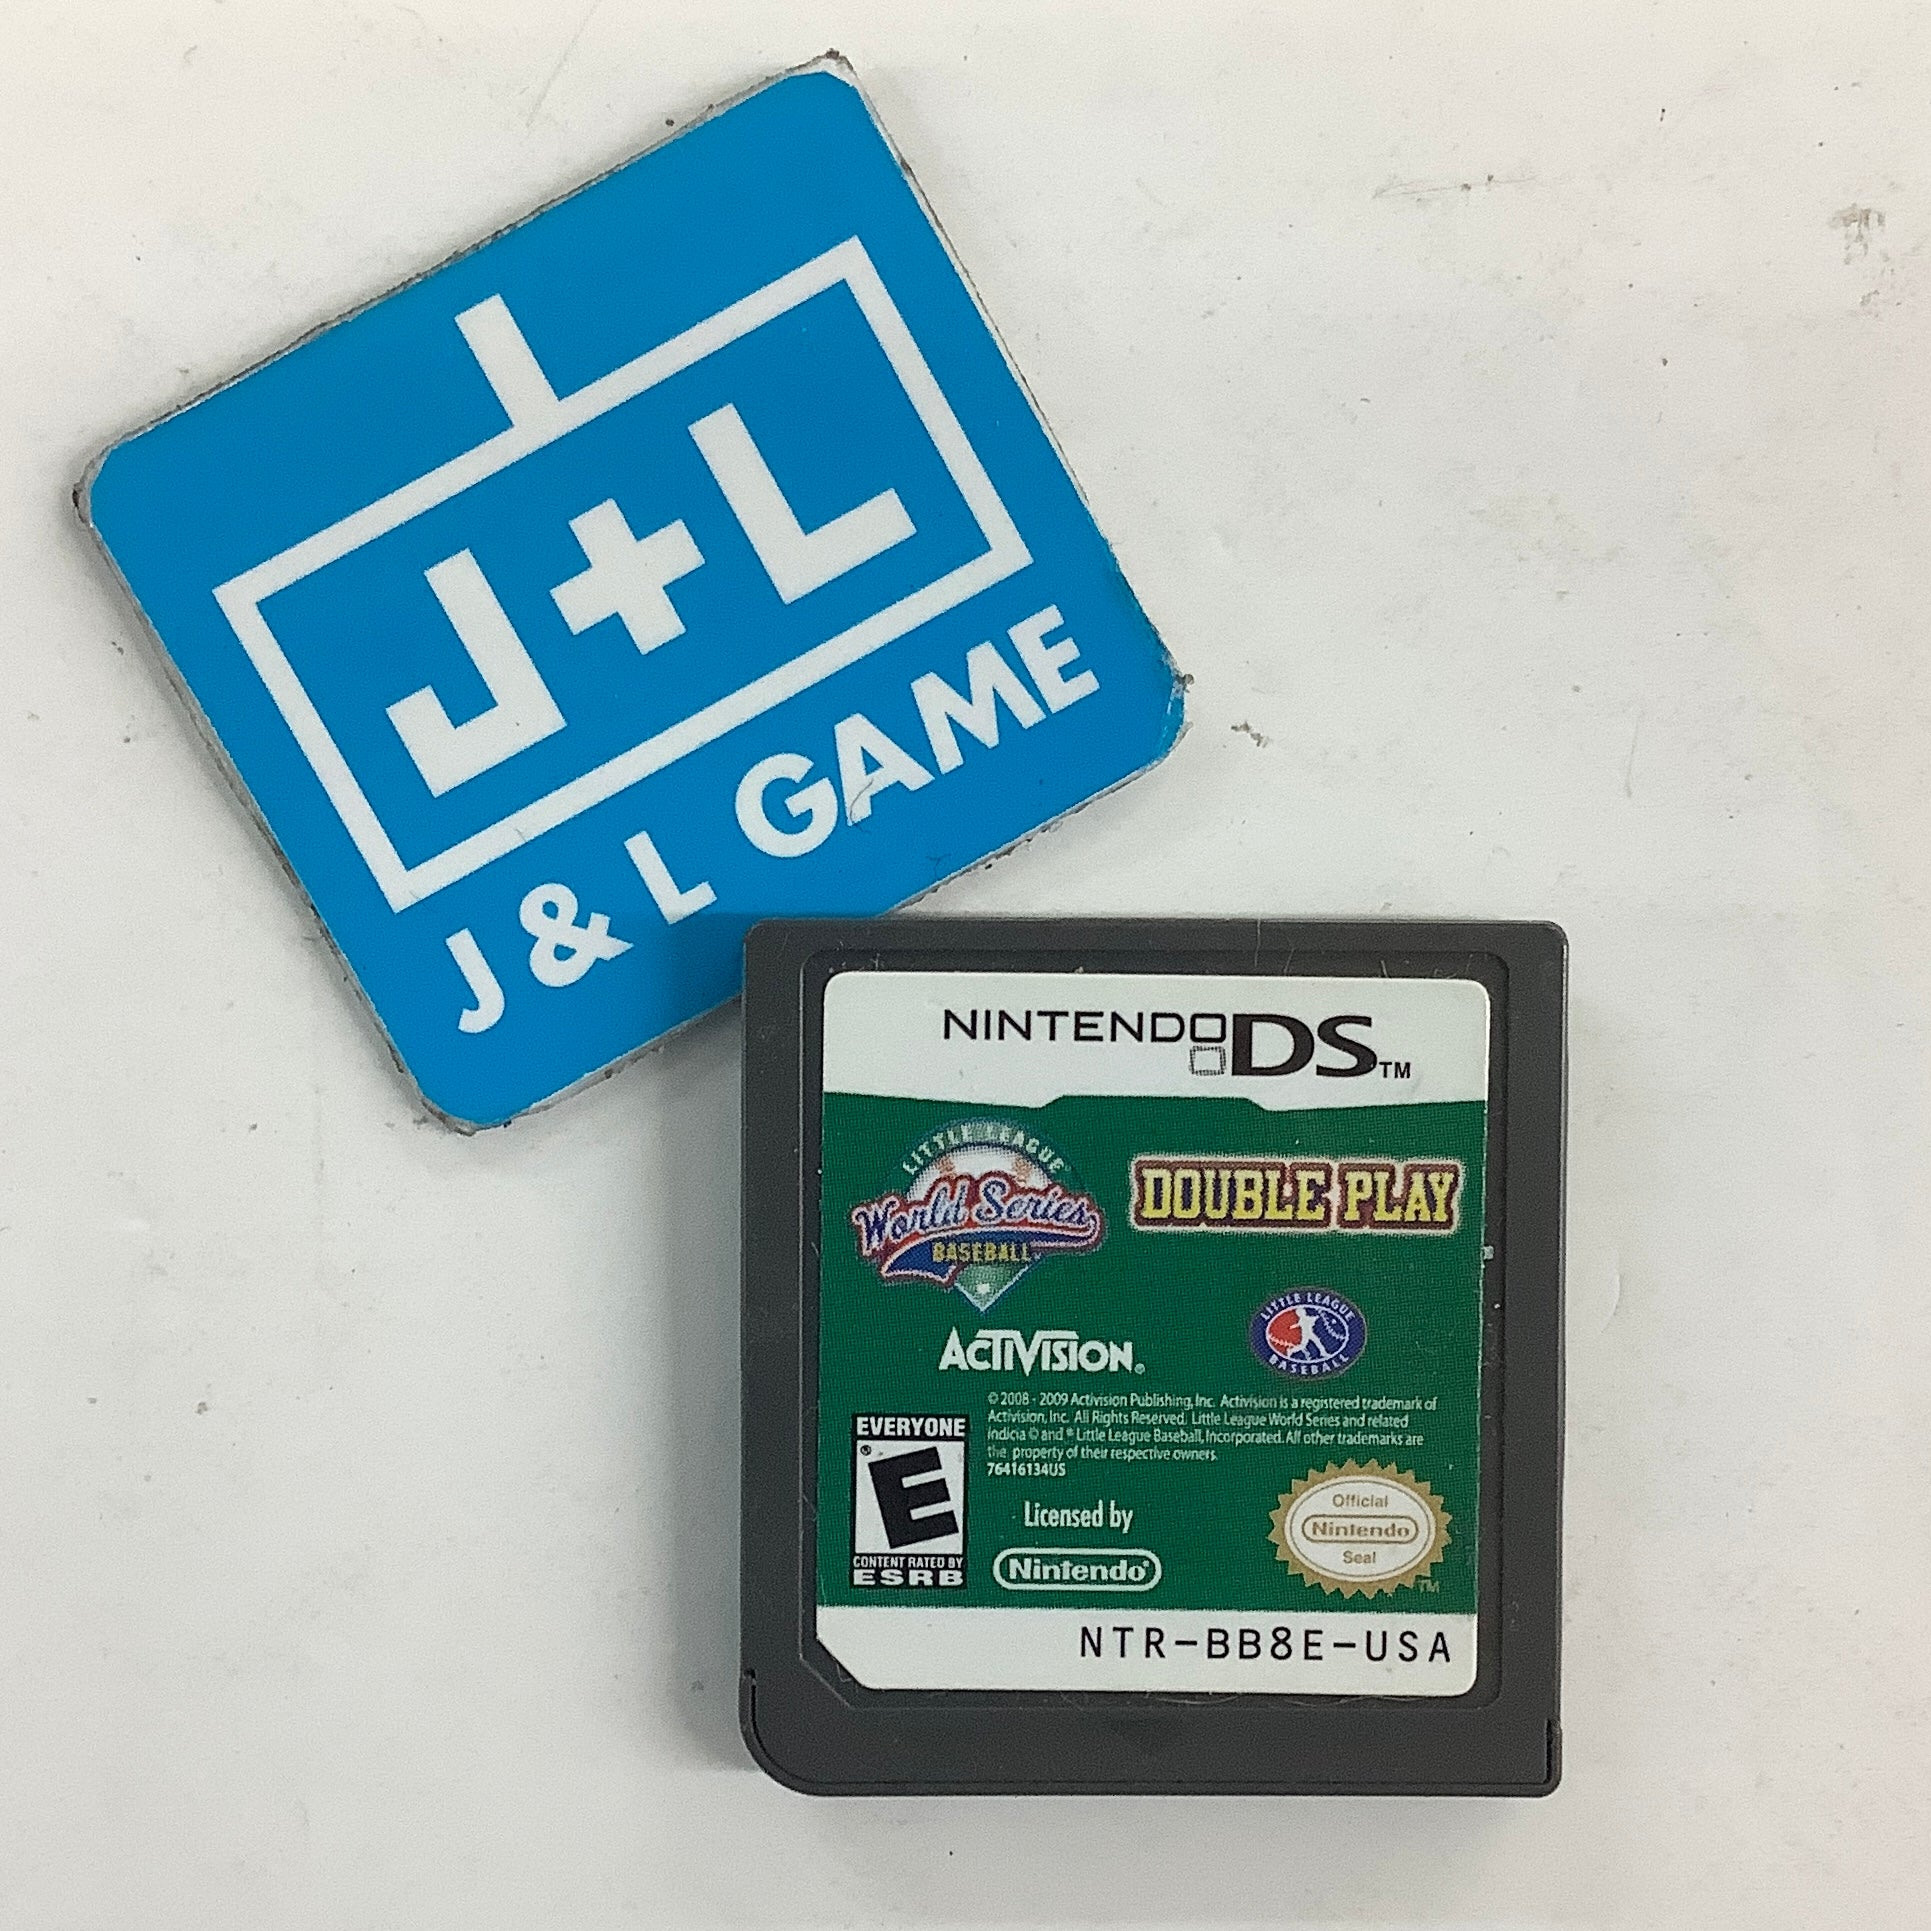 J+L
J & L GAME
NINTENDO DS™
LITTLE LEAGUE
World Series
BASEBALL
DOUBLE PLAY
ACTIVISION®
LITTLE LEAGUE
BASEBALL
© 2008 - 2009 Activision Publishing, Inc. Activision is a registered trademark of
Activision, Inc. All Rights Reserved. Little League World Series and related
indicia © and ® Little League Baseball, Incorporated. All other trademarks are
the property of their respective owners.
76416134US
EVERYONE
E
CONTENT RATED BY
ESRB
Licensed by
Nintendo®
Official
Nintendo
Seal
TM
NTR-BB8E-USA